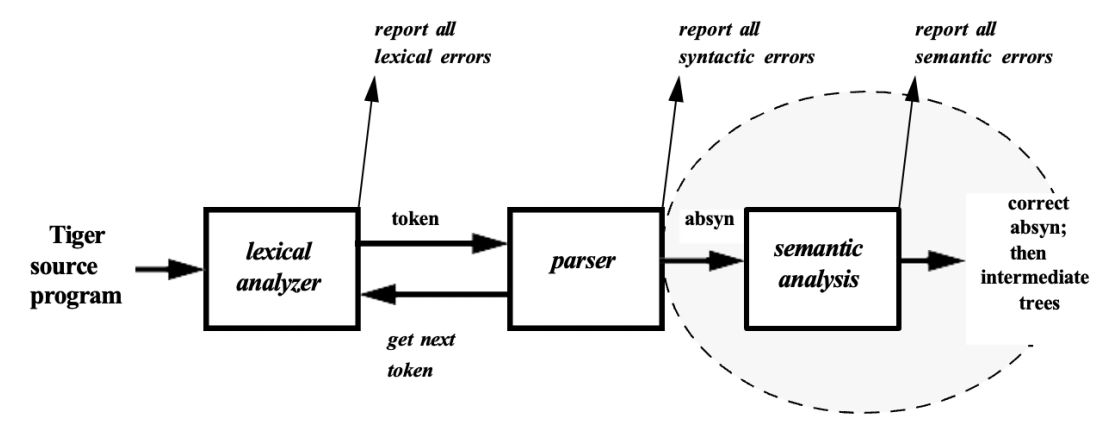 report all
lexical errors
report all
syntactic errors
report all
semantic errors
Tiger
source
program
lexical
analyzer
token
get next
token
parser
absyn
semantic
analysis
correct
absyn;
then
intermediate
trees